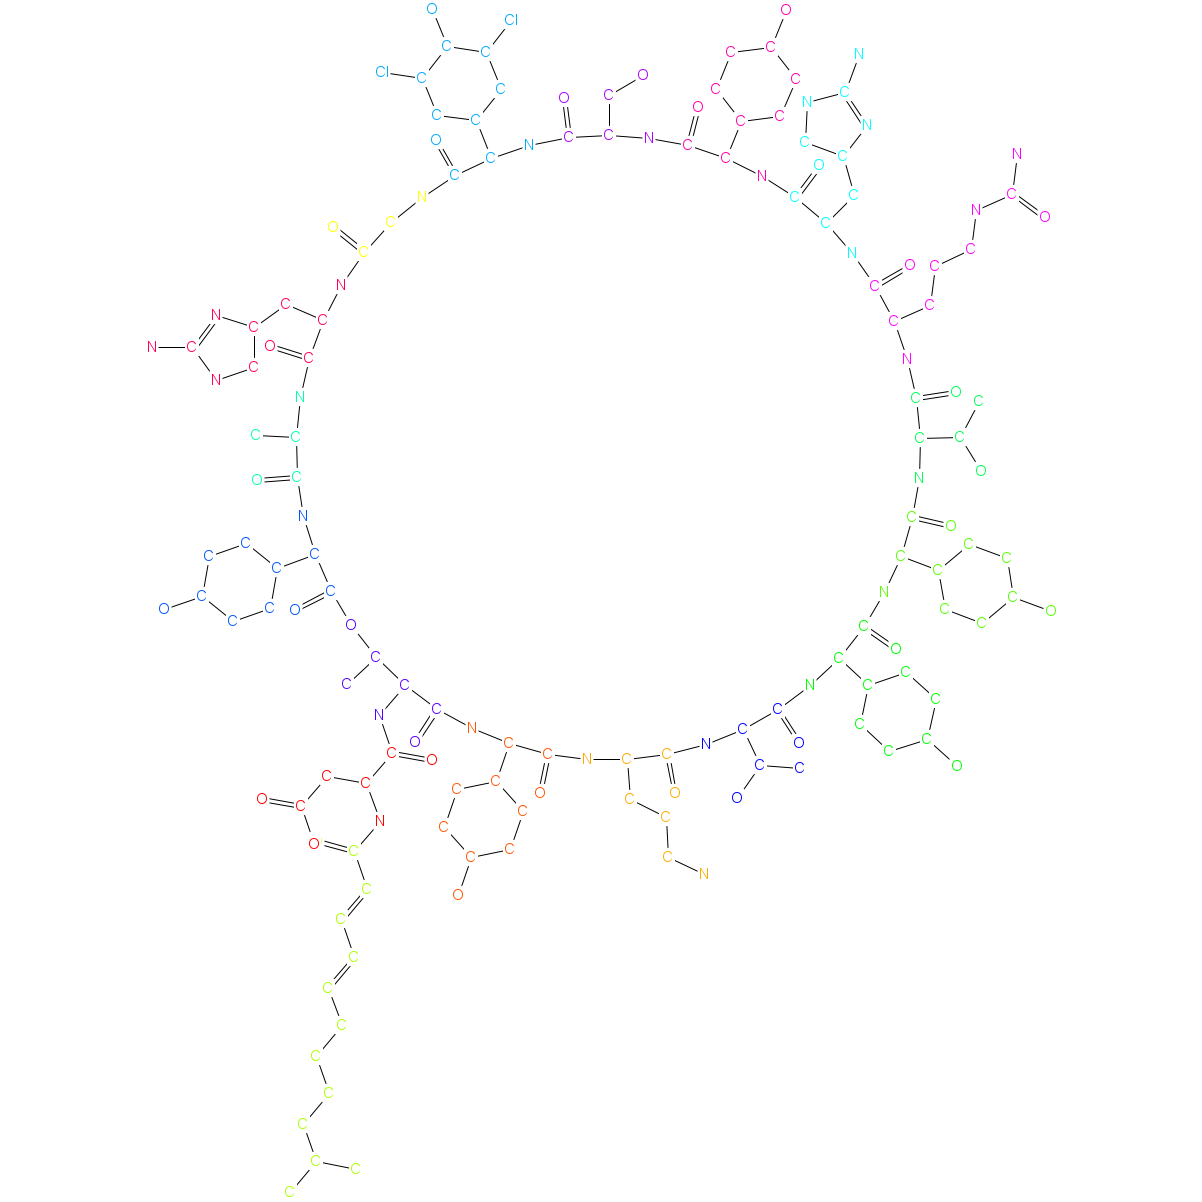 O O
Cl
C C C C N
Cl C O C
C O C C C
O N
C C C C N
O N C C N C C
C C C N
C N O
N C C C
O C C N O
C N C
O C
N C
C C
N C C C
N C O C N
C
N
N C O C
C C C C
O C N O
N C O
C C C C C C
C C
C C N C
O C O C O
C O C C
C C O
C C N C C
C
N C C
N C C
O C N O C
C O C N C C C
C C O
C C C
O C O C O O
C C C
N C
O C C C C
N
C O
C
C
C
C
C
C
C
C C
C